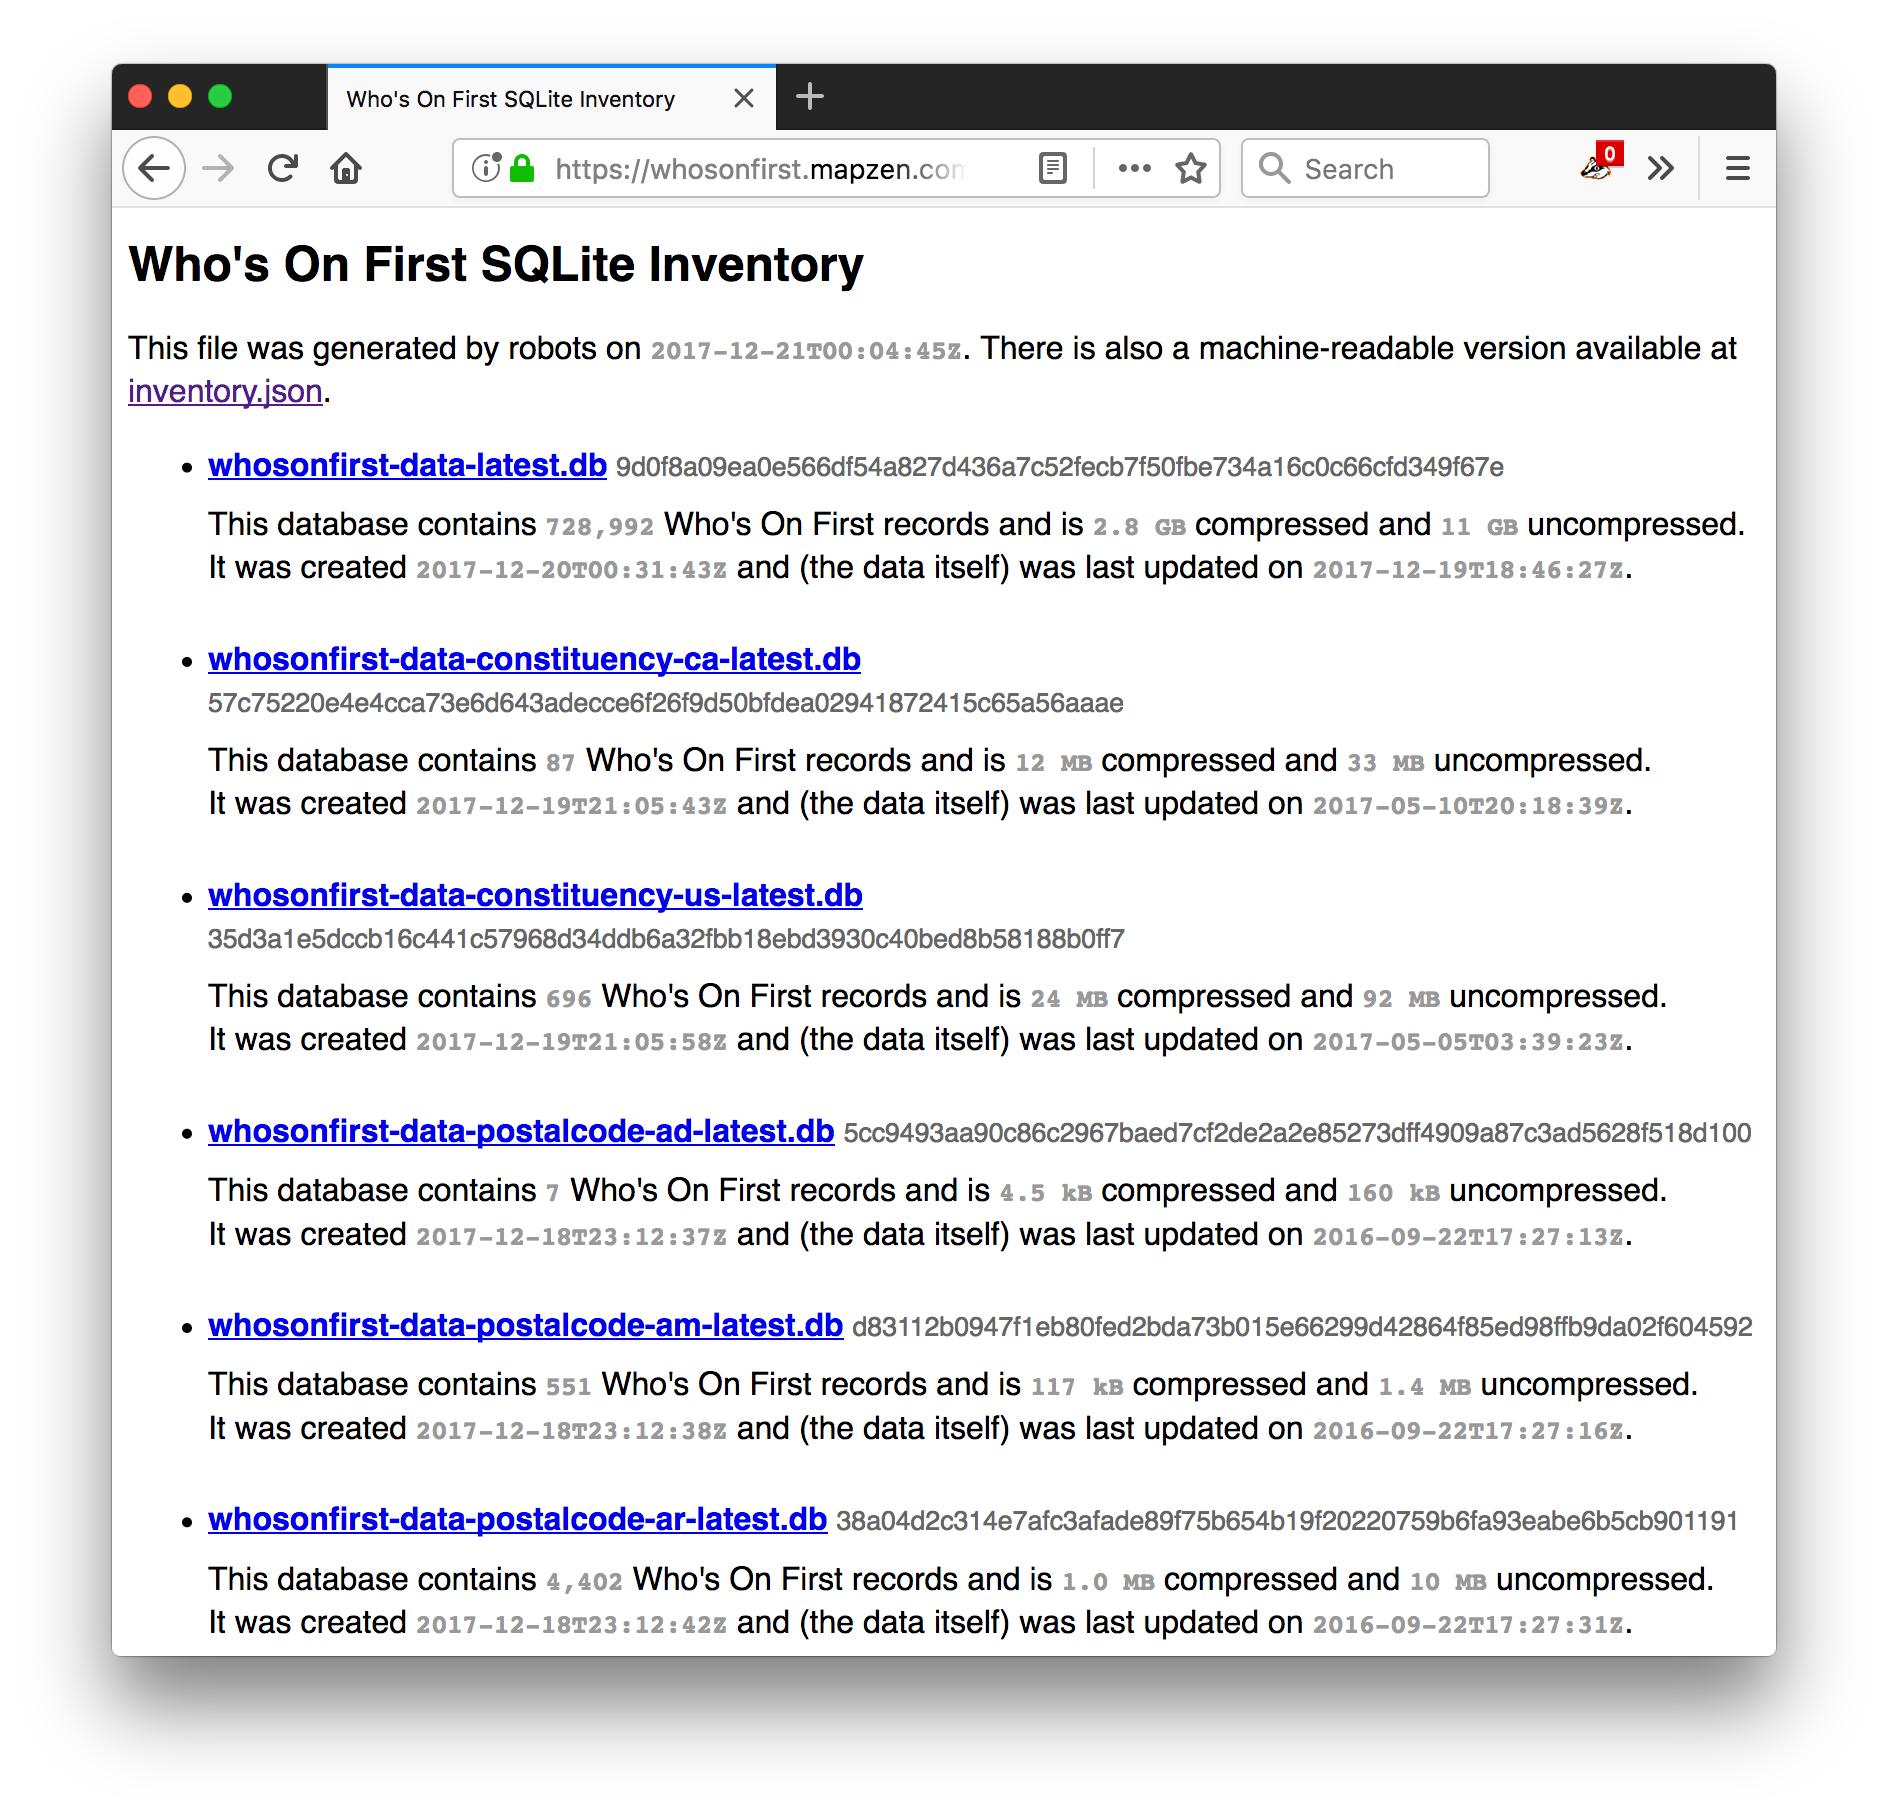 Who's On First SQLite Inventory
https://whosonfirst.mapzen.com
Search
0
Who's On First SQLite Inventory
This file was generated by robots on 2017-12-21T00:04:45Z. There is also a machine-readable version available at
inventory.json.
whosonfirst-data-latest.db 9d0f8a09ea0e566df54a827d436a7c52fecb7f50fbe734a16c0c66cfd349f67e
This database contains 728,992 Who's On First records and is 2.8 GB compressed and 11 GB uncompressed.
It was created 2017-12-20T00:31:43Z and (the data itself) was last updated on 2017-12-19T18:46:27Z.
whosonfirst-data-constituency-ca-latest.db
57c75220e4e4cca73e6d643adecce6f26f9d50bfdea02941872415c65a56aaae
This database contains 87 Who's On First records and is 12 MB compressed and 33 MB uncompressed.
It was created 2017-12-19T21:05:43Z and (the data itself) was last updated on 2017-05-10T20:18:39Z.
whosonfirst-data-constituency-us-latest.db
35d3a1e5dccb16c441c57968d34ddb6a32fbb18ebd3930c40bed8b58188b0ff7
This database contains 696 Who's On First records and is 24 MB compressed and 92 MB uncompressed.
It was created 2017-12-19T21:05:58Z and (the data itself) was last updated on 2017-05-05T03:39:23Z.
whosonfirst-data-postalcode-ad-latest.db 5cc9493aa90c86c2967baed7cf2de2a2e85273dff4909a87c3ad5628f518d100
This database contains 7 Who's On First records and is 4.5 kB compressed and 160 kB uncompressed.
It was created 2017-12-18T23:12:37Z and (the data itself) was last updated on 2016-09-22T17:27:13Z.
whosonfirst-data-postalcode-am-latest.db d83112b0947f1eb80fed2bda73b015e66299d42864f85ed98ffb9da02f604592
This database contains 551 Who's On First records and is 117 kB compressed and 1.4 MB uncompressed.
It was created 2017-12-18T23:12:38Z and (the data itself) was last updated on 2016-09-22T17:27:16Z.
whosonfirst-data-postalcode-ar-latest.db 38a04d2c314e7afc3afade89f75b654b19f20220759b6fa93eabe6b5cb901191
This database contains 4,402 Who's On First records and is 1.0 MB compressed and 10 MB uncompressed.
It was created 2017-12-18T23:12:42Z and (the data itself) was last updated on 2016-09-22T17:27:31Z.